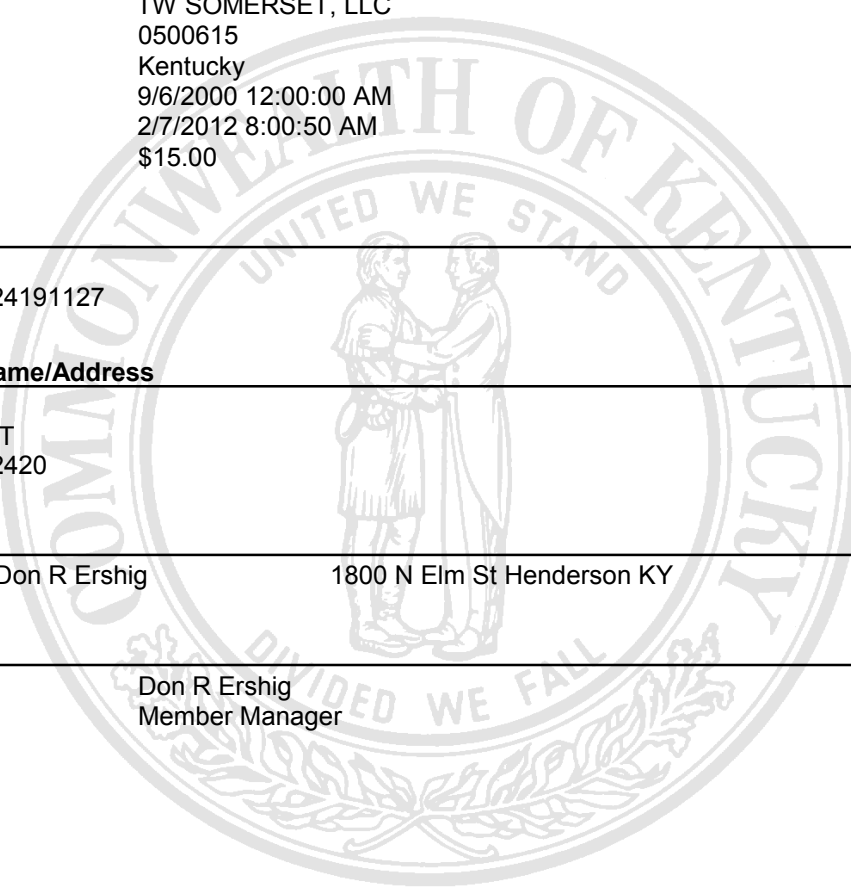 TW SOMERSET, LLC
0500615
Kentucky
9/6/2000 12:00:00 AM
2/7/2012 8:00:50 AM
$15.00
COMMONWEALTH OF KENTUCKY
UNITED WE STAND
24191127
ame/Address
T
2420
Don R Ershig 1800 N Elm St Henderson KY
DIVIDED WE FALL
Don R Ershig
Member Manager